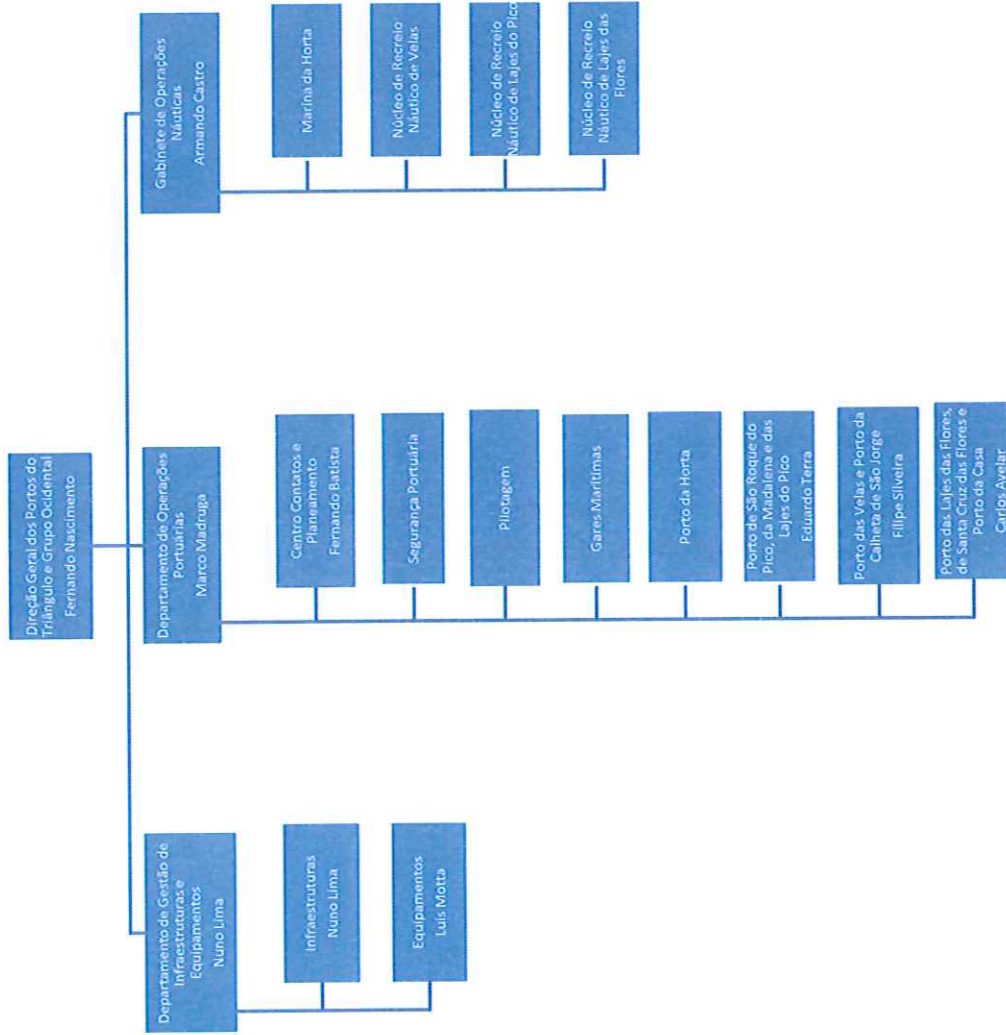 Direção Geral dos Portos do
Triângulo e Grupo Ocidental
Fernando Nascimento
Departamento de Gestão de
Infraestruturas e
Equipamentos
Nuno Lima
Infraestruturas
Nuno Lima
Equipamentos
Luis Motta
Departamento de Operações
Portuárias
Marco Madruga
Centro Contatos e
Planeamento
Fernando Batista
Segurança Portuária
Pilotagem
Gares Marítimas
Porto da Horta
Porto de São Roque do
Pico, da Madalena e das
Lajes do Pico
Eduardo Terra
Porto das Velas e Porto da
Calheta de São Jorge
Filipe Silveira
Porto das Lajes das Flores,
de Santa Cruz das Flores e
Porto da Casa
Carlos Avelar
Gabinete de Operações
Náuticas
Armando Castro
Marina da Horta
Núcleo de Recreio
Náutico de Velas
Núcleo de Recreio
Náutico de Lajes do Pico
Núcleo de Recreio
Náutico de Lajes das
Flores